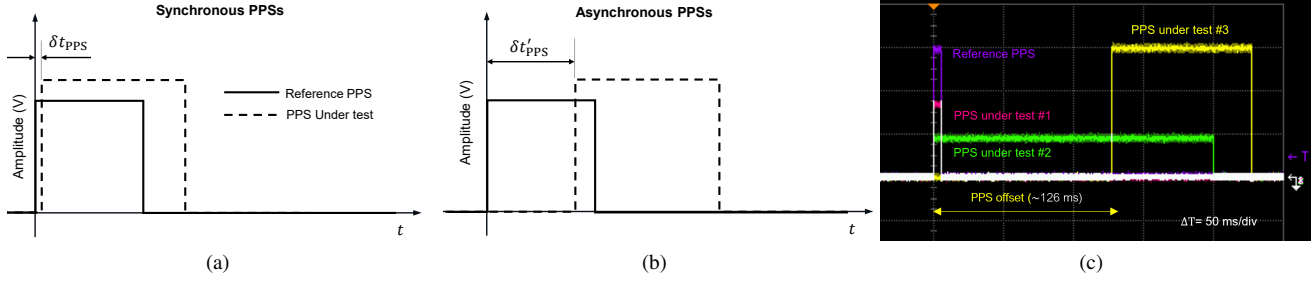 Synchronous PPSs
δt_PPS
Amplitude (V)
Reference PPS
PPS Under test
t
(a)
Asynchronous PPSs
δt′_PPS
Amplitude (V)
t
(b)
PPS under test #3
Reference PPS
PPS under test #1
PPS under test #2
← T
PPS offset (~126 ms)
ΔT= 50 ms/div
(c)